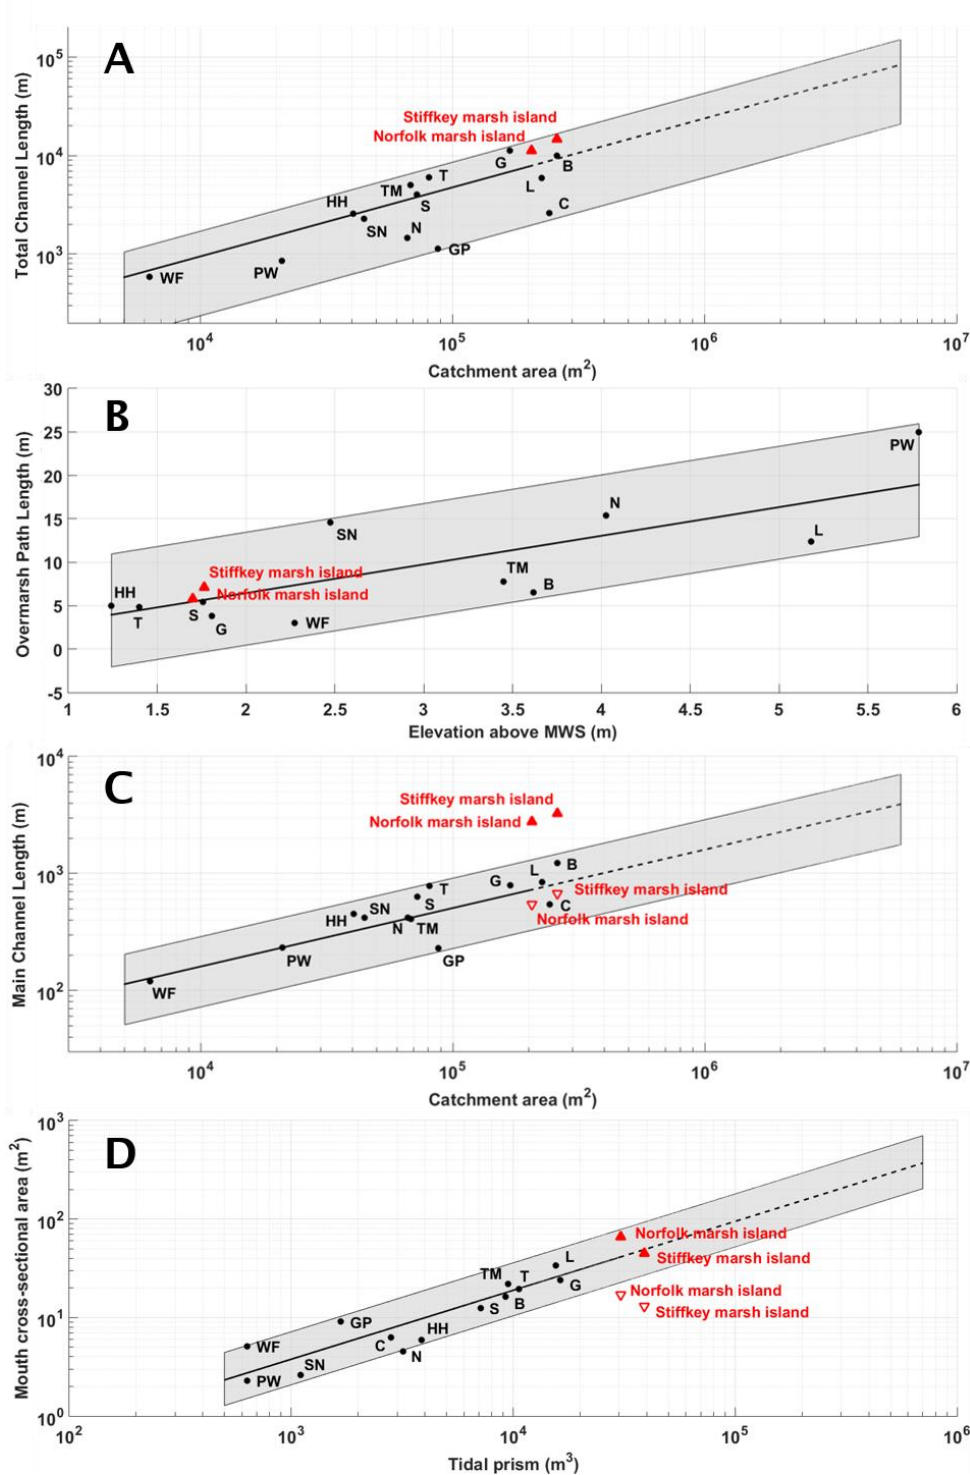 A
Total Channel Length (m)
10^5
10^4
10^3
Stiffkey marsh island
Norfolk marsh island
G
B
T
TM
L
HH
S
C
SN
N
GP
PW
WF
10^4
10^5
10^6
10^7
Catchment area (m^2)
B
Overmarsh Path Length (m)
30
25
20
15
10
5
0
-5
PW
N
SN
L
Stiffkey marsh island
TM
HH
Norfolk marsh island
B
T
S
G
WF
1
1.5
2
2.5
3
3.5
4
4.5
5
5.5
6
Elevation above MWS (m)
C
Main Channel Length (m)
10^4
10^3
10^2
Stiffkey marsh island
Norfolk marsh island
B
L
G
T
Stiffkey marsh island
S
SN
C
HH
Norfolk marsh island
N
TM
PW
GP
WF
10^4
10^5
10^6
10^7
Catchment area (m^2)
D
Mouth cross-sectional area (m^2)
10^3
10^2
10^1
10^0
Norfolk marsh island
L
Stiffkey marsh island
TM
T
G
Norfolk marsh island
S
B
Stiffkey marsh island
GP
HH
WF
C
N
SN
PW
10^2
10^3
10^4
10^5
10^6
Tidal prism (m^3)